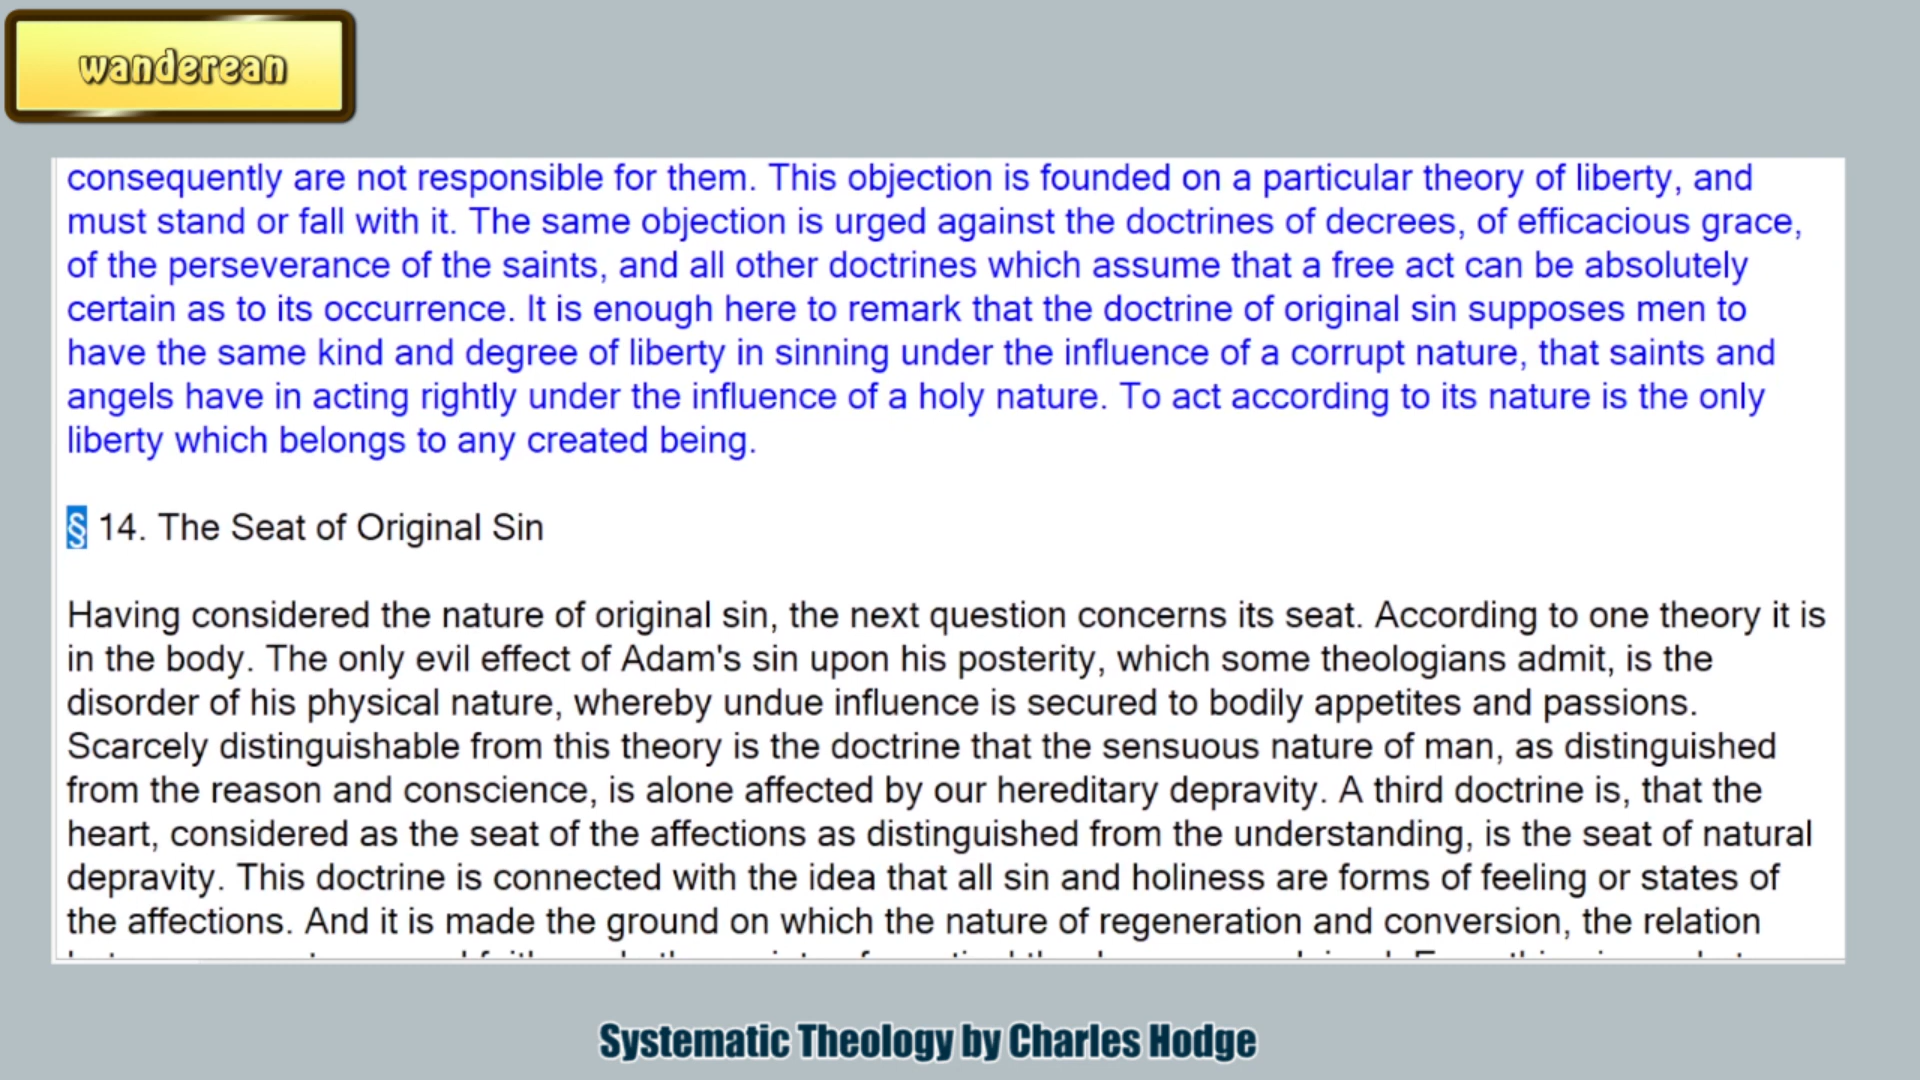 wanderean
consequently are not responsible for them. This objection is founded on a particular theory of liberty, and
must stand or fall with it. The same objection is urged against the doctrines of decrees, of efficacious grace,
of the perseverance of the saints, and all other doctrines which assume that a free act can be absolutely
certain as to its occurrence. It is enough here to remark that the doctrine of original sin supposes men to
have the same kind and degree of liberty in sinning under the influence of a corrupt nature, that saints and
angels have in acting rightly under the influence of a holy nature. To act according to its nature is the only
liberty which belongs to any created being.
§ 14. The Seat of Original Sin
Having considered the nature of original sin, the next question concerns its seat. According to one theory it is
in the body. The only evil effect of Adam's sin upon his posterity, which some theologians admit, is the
disorder of his physical nature, whereby undue influence is secured to bodily appetites and passions.
Scarcely distinguishable from this theory is the doctrine that the sensuous nature of man, as distinguished
from the reason and conscience, is alone affected by our hereditary depravity. A third doctrine is, that the
heart, considered as the seat of the affections as distinguished from the understanding, is the seat of natural
depravity. This doctrine is connected with the idea that all sin and holiness are forms of feeling or states of
the affections. And it is made the ground on which the nature of regeneration and conversion, the relation
Systematic Theology by Charles Hodge